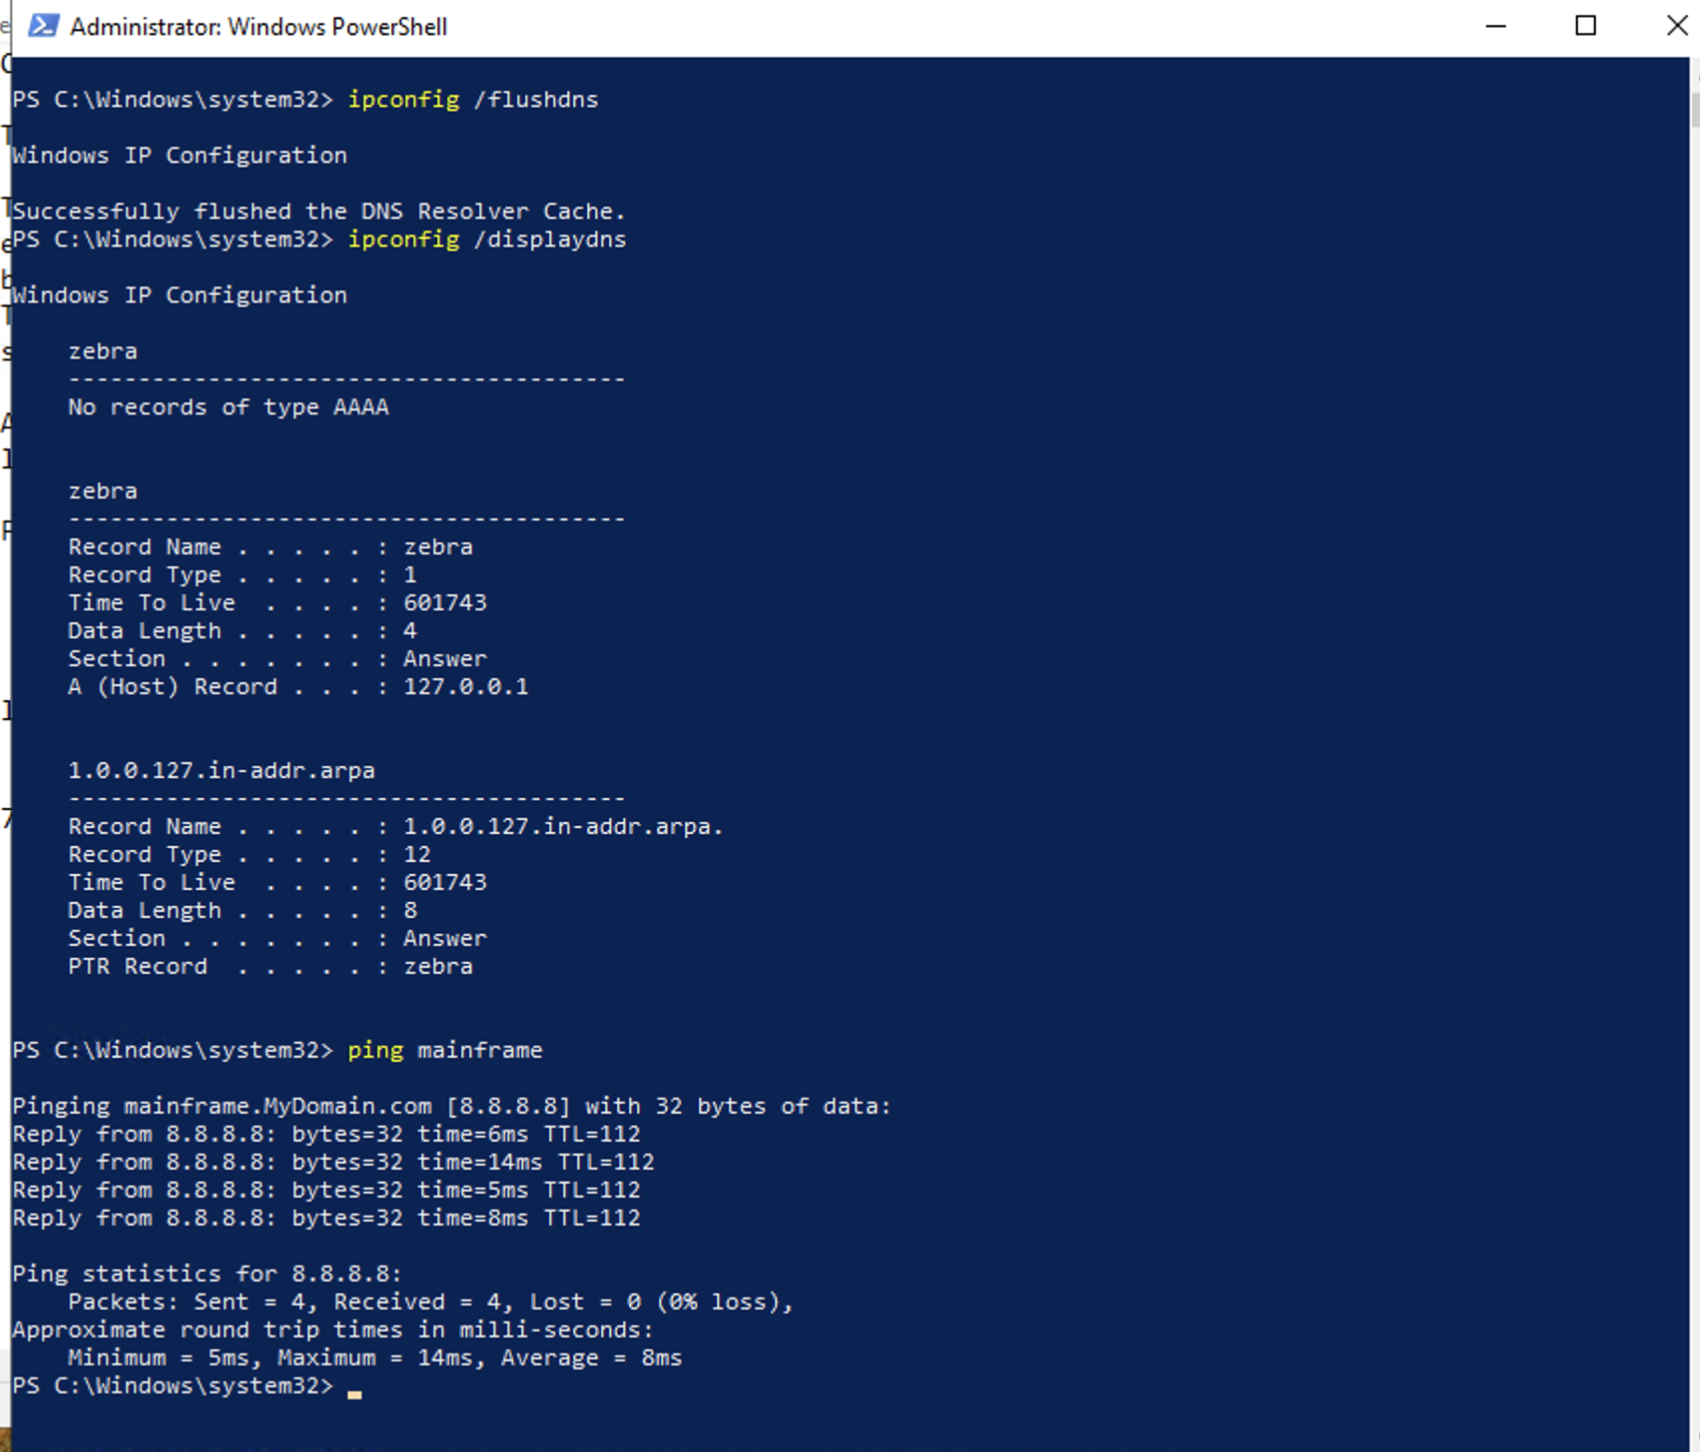 Administrator: Windows PowerShell
PS C:\Windows\system32> ipconfig /flushdns
Windows IP Configuration
Successfully flushed the DNS Resolver Cache.
PS C:\Windows\system32> ipconfig /displaydns
Windows IP Configuration
zebra
----------------------------------------
No records of type AAAA
zebra
----------------------------------------
Record Name . . . . . : zebra
Record Type . . . . . : 1
Time To Live  . . . . : 601743
Data Length . . . . . : 4
Section . . . . . . . : Answer
A (Host) Record . . . : 127.0.0.1
1.0.0.127.in-addr.arpa
----------------------------------------
Record Name . . . . . : 1.0.0.127.in-addr.arpa.
Record Type . . . . . : 12
Time To Live  . . . . : 601743
Data Length . . . . . : 8
Section . . . . . . . : Answer
PTR Record  . . . . . : zebra
PS C:\Windows\system32> ping mainframe
Pinging mainframe.MyDomain.com [8.8.8.8] with 32 bytes of data:
Reply from 8.8.8.8: bytes=32 time=6ms TTL=112
Reply from 8.8.8.8: bytes=32 time=14ms TTL=112
Reply from 8.8.8.8: bytes=32 time=5ms TTL=112
Reply from 8.8.8.8: bytes=32 time=8ms TTL=112
Ping statistics for 8.8.8.8:
Packets: Sent = 4, Received = 4, Lost = 0 (0% loss),
Approximate round trip times in milli-seconds:
Minimum = 5ms, Maximum = 14ms, Average = 8ms
PS C:\Windows\system32>